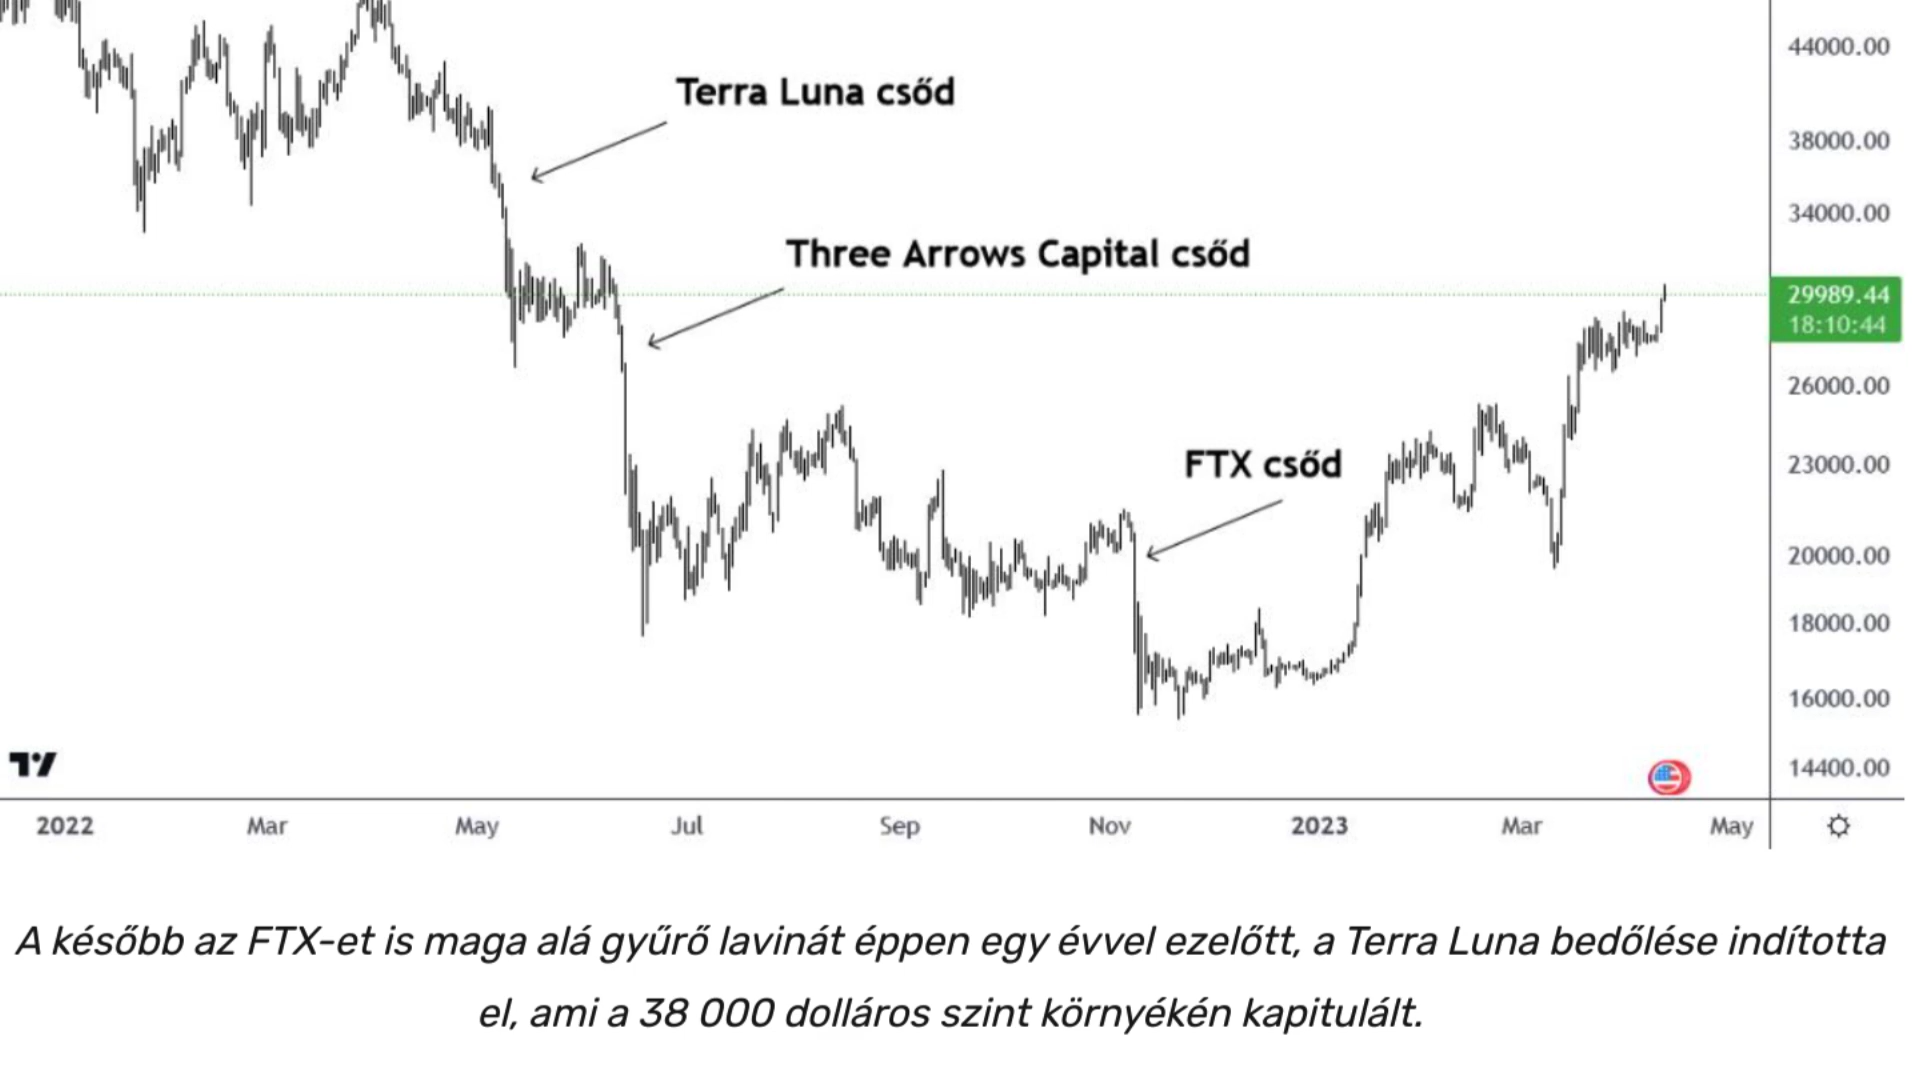 44000.00
Terra Luna csőd
38000.00
34000.00
Three Arrows Capital csőd
29989.44
18:10:44
26000.00
FTX csőd
23000.00
20000.00
18000.00
16000.00
14400.00
2022 Mar May Jul Sep Nov 2023 Mar May
A később az FTX-et is maga alá gyűrő lavinát éppen egy évvel ezelőtt, a Terra Luna bedőlése indította
el, ami a 38 000 dolláros szint környékén kapitulált.